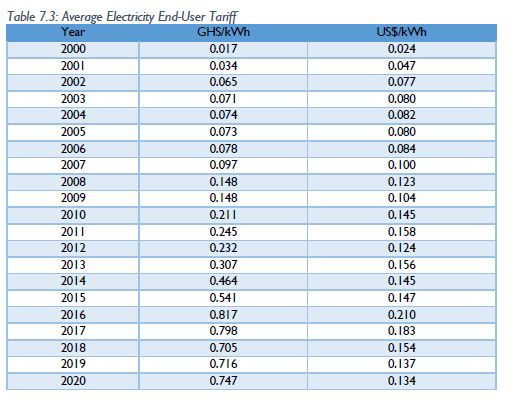 Table 7.3: Average Electricity End-User Tariff
Year GHS/kWh US$/kWh
2000 0.017 0.024
2001 0.034 0.047
2002 0.065 0.077
2003 0.071 0.080
2004 0.074 0.082
2005 0.073 0.080
2006 0.078 0.084
2007 0.097 0.100
2008 0.148 0.123
2009 0.148 0.104
2010 0.211 0.145
2011 0.245 0.158
2012 0.232 0.124
2013 0.307 0.156
2014 0.464 0.145
2015 0.541 0.147
2016 0.817 0.210
2017 0.798 0.183
2018 0.705 0.154
2019 0.716 0.137
2020 0.747 0.134